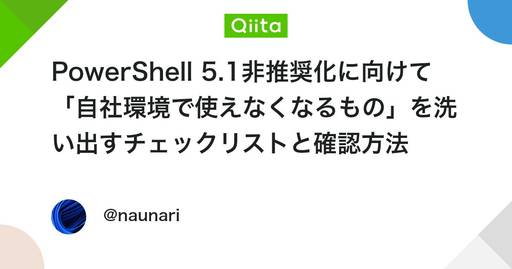 Qiita
PowerShell 5.1非推奨化に向けて
「自社環境で使えなくなるもの」を洗
い出すチェックリストと確認方法
@naunari